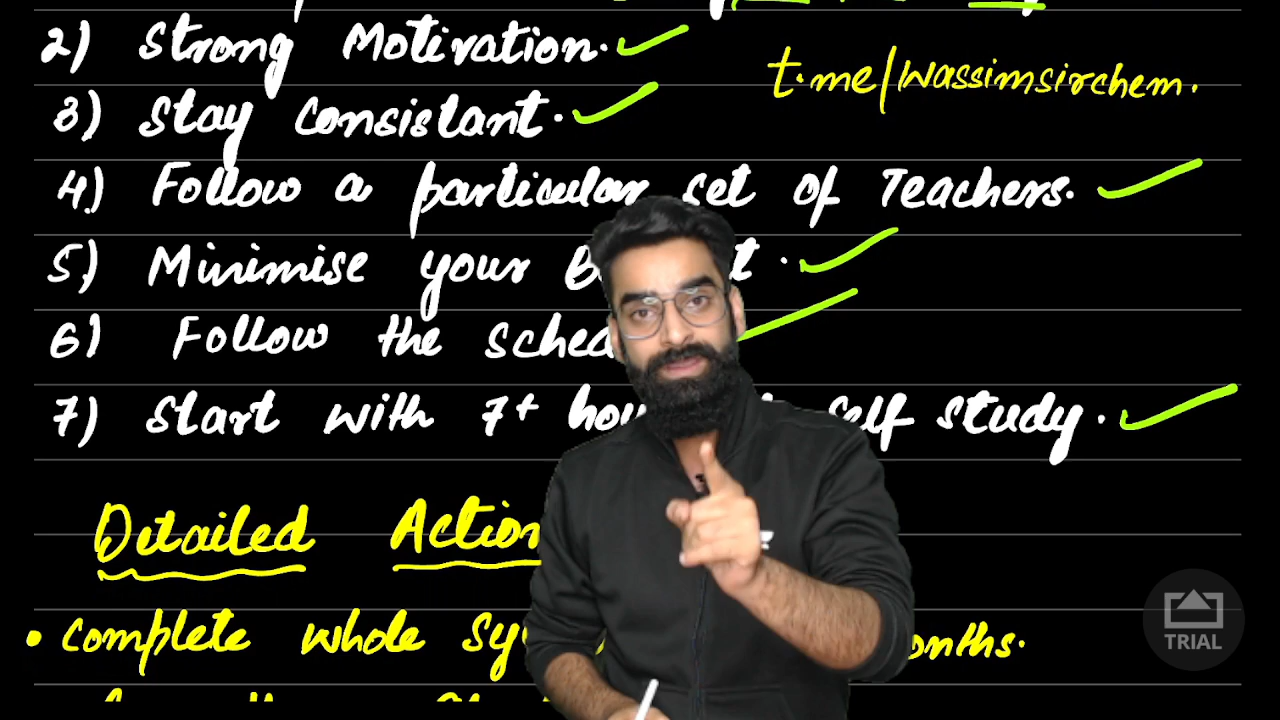 2) Strong Motivation.
t.me/wassimsirchem.
3) Stay consistant.
4.) Follow a particular set of Teachers.
5) Minimise your
6) Follow the
7) Start with 7+ self study.
Detailed Action
• complete whole
TRIAL